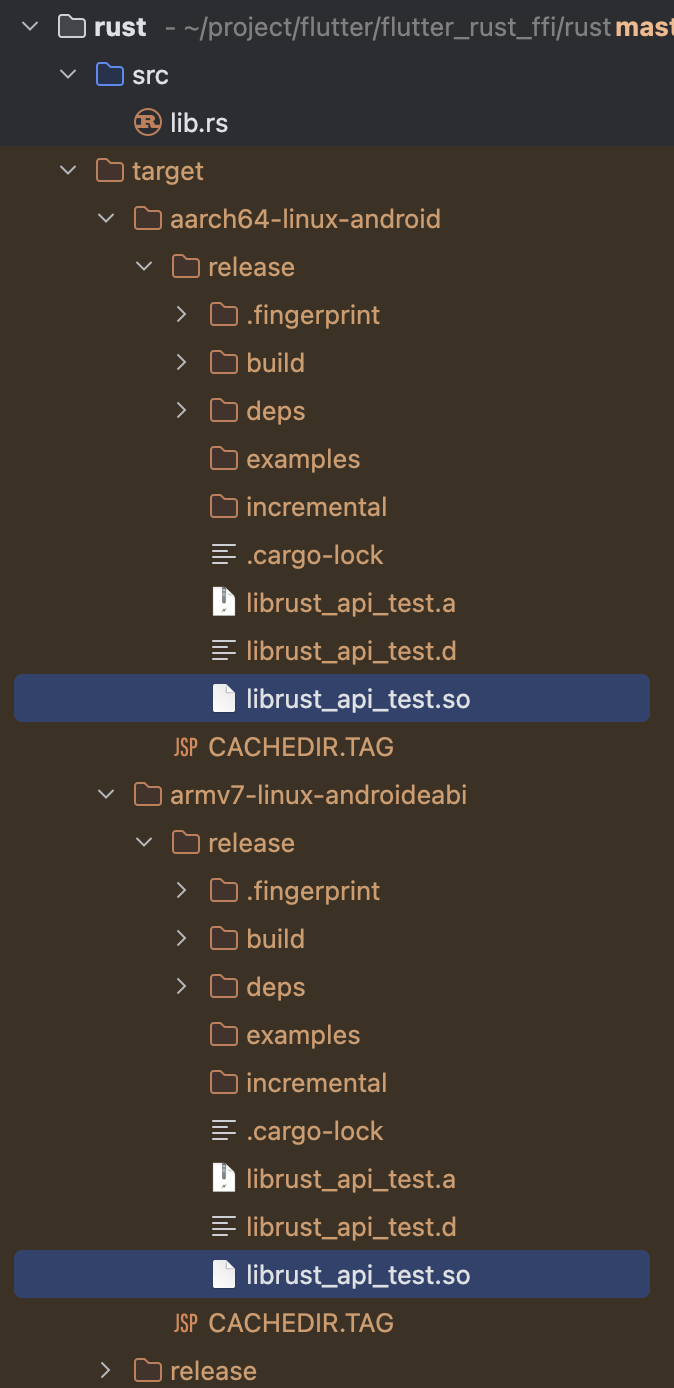 rust - ~/project/flutter/flutter_rust_ffi/rust mast
src
lib.rs
target
aarch64-linux-android
release
.fingerprint
build
deps
examples
incremental
.cargo-lock
librust_api_test.a
librust_api_test.d
librust_api_test.so
JSP CACHEDIR.TAG
armv7-linux-androideabi
release
.fingerprint
build
deps
examples
incremental
.cargo-lock
librust_api_test.a
librust_api_test.d
librust_api_test.so
JSP CACHEDIR.TAG
release